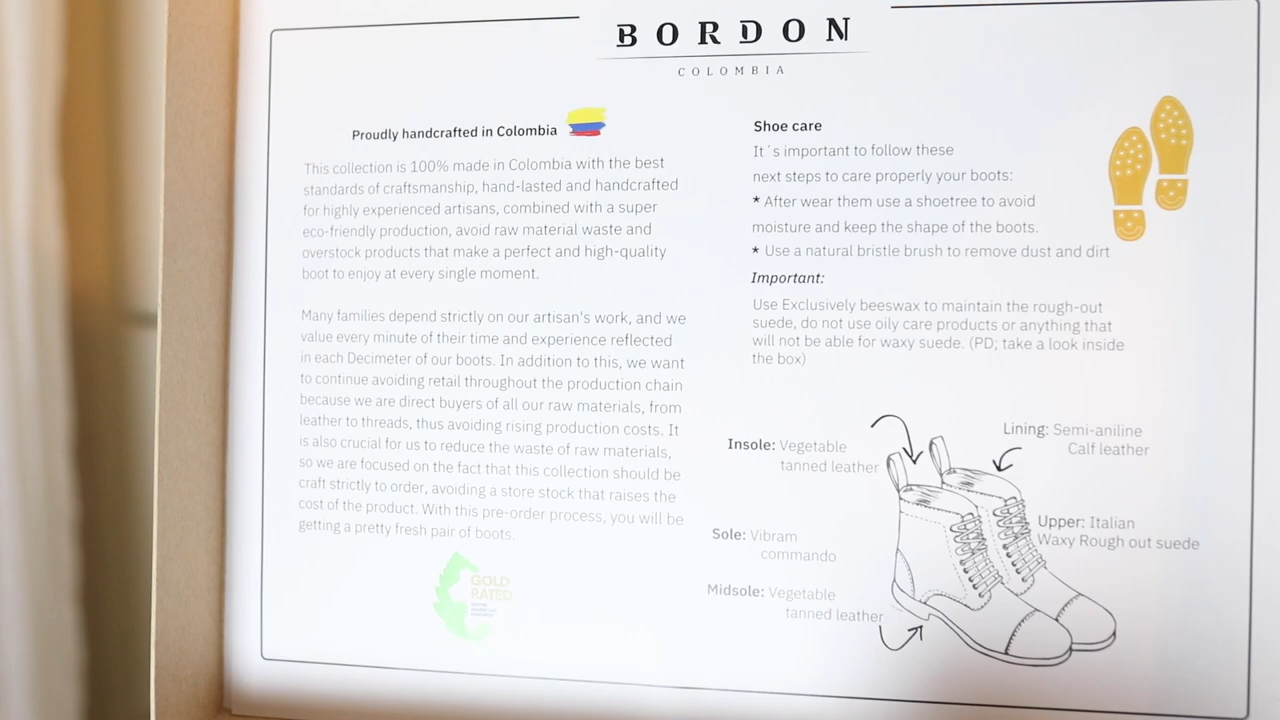 BORDON
COLOMBIA
Proudly handcrafted in Colombia
This collection is 100% made in Colombia with the best
standards of craftsmanship, hand-lasted and handcrafted
for highly experienced artisans, combined with a super
eco-friendly production, avoid raw material waste and
overstock products that make a perfect and high-quality
boot to enjoy at every single moment.
Many families depend strictly on our artisan's work, and we
value every minute of their time and experience reflected
in each Decimeter of our boots. In addition to this, we want
to continue avoiding retail throughout the production chain
because we are direct buyers of all our raw materials, from
leather to threads, thus avoiding rising production costs. It
is also crucial for us to reduce the waste of raw materials,
so we are focused on the fact that this collection should be
craft strictly to order, avoiding a store stock that raises the
cost of the product. With this pre-order process, you will be
getting a pretty fresh pair of boots.
GOLD
RATED
Shoe care
It´s important to follow these
next steps to care properly your boots:
* After wear them use a shoetree to avoid
moisture and keep the shape of the boots.
* Use a natural bristle brush to remove dust and dirt
Important:
Use Exclusively beeswax to maintain the rough-out
suede, do not use oily care products or anything that
will not be able for waxy suede. (PD; take a look inside
the box)
Insole: Vegetable
tanned leather
Lining: Semi-aniline
Calf leather
Upper: Italian
Waxy Rough out suede
Sole: Vibram
commando
Midsole: Vegetable
tanned leather